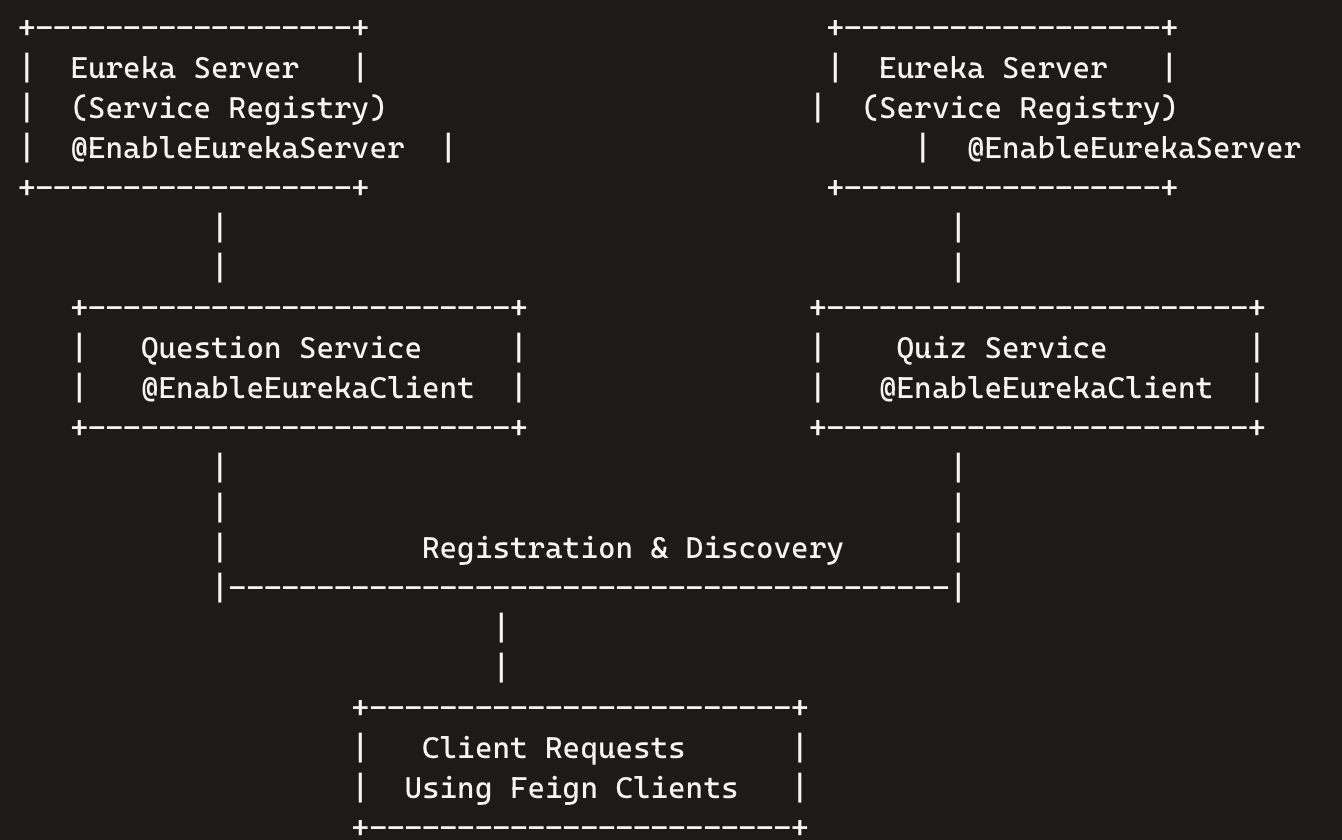 +------------------+                          +------------------+
|  Eureka Server   |                          |  Eureka Server   |
|  (Service Registry)                        |  (Service Registry)
|  @EnableEurekaServer  |                          |  @EnableEurekaServer
+------------------+                          +------------------+
           |                                         |
           |                                         |
   +------------------------+                +------------------------+
   |   Question Service     |                |    Quiz Service        |
   |   @EnableEurekaClient  |                |   @EnableEurekaClient  |
   +------------------------+                +------------------------+
           |                                         |
           |                                         |
           |           Registration & Discovery      |
           |-----------------------------------------|
                           |
                           |
                   +------------------------+
                   |   Client Requests      |
                   |  Using Feign Clients   |
                   +------------------------+